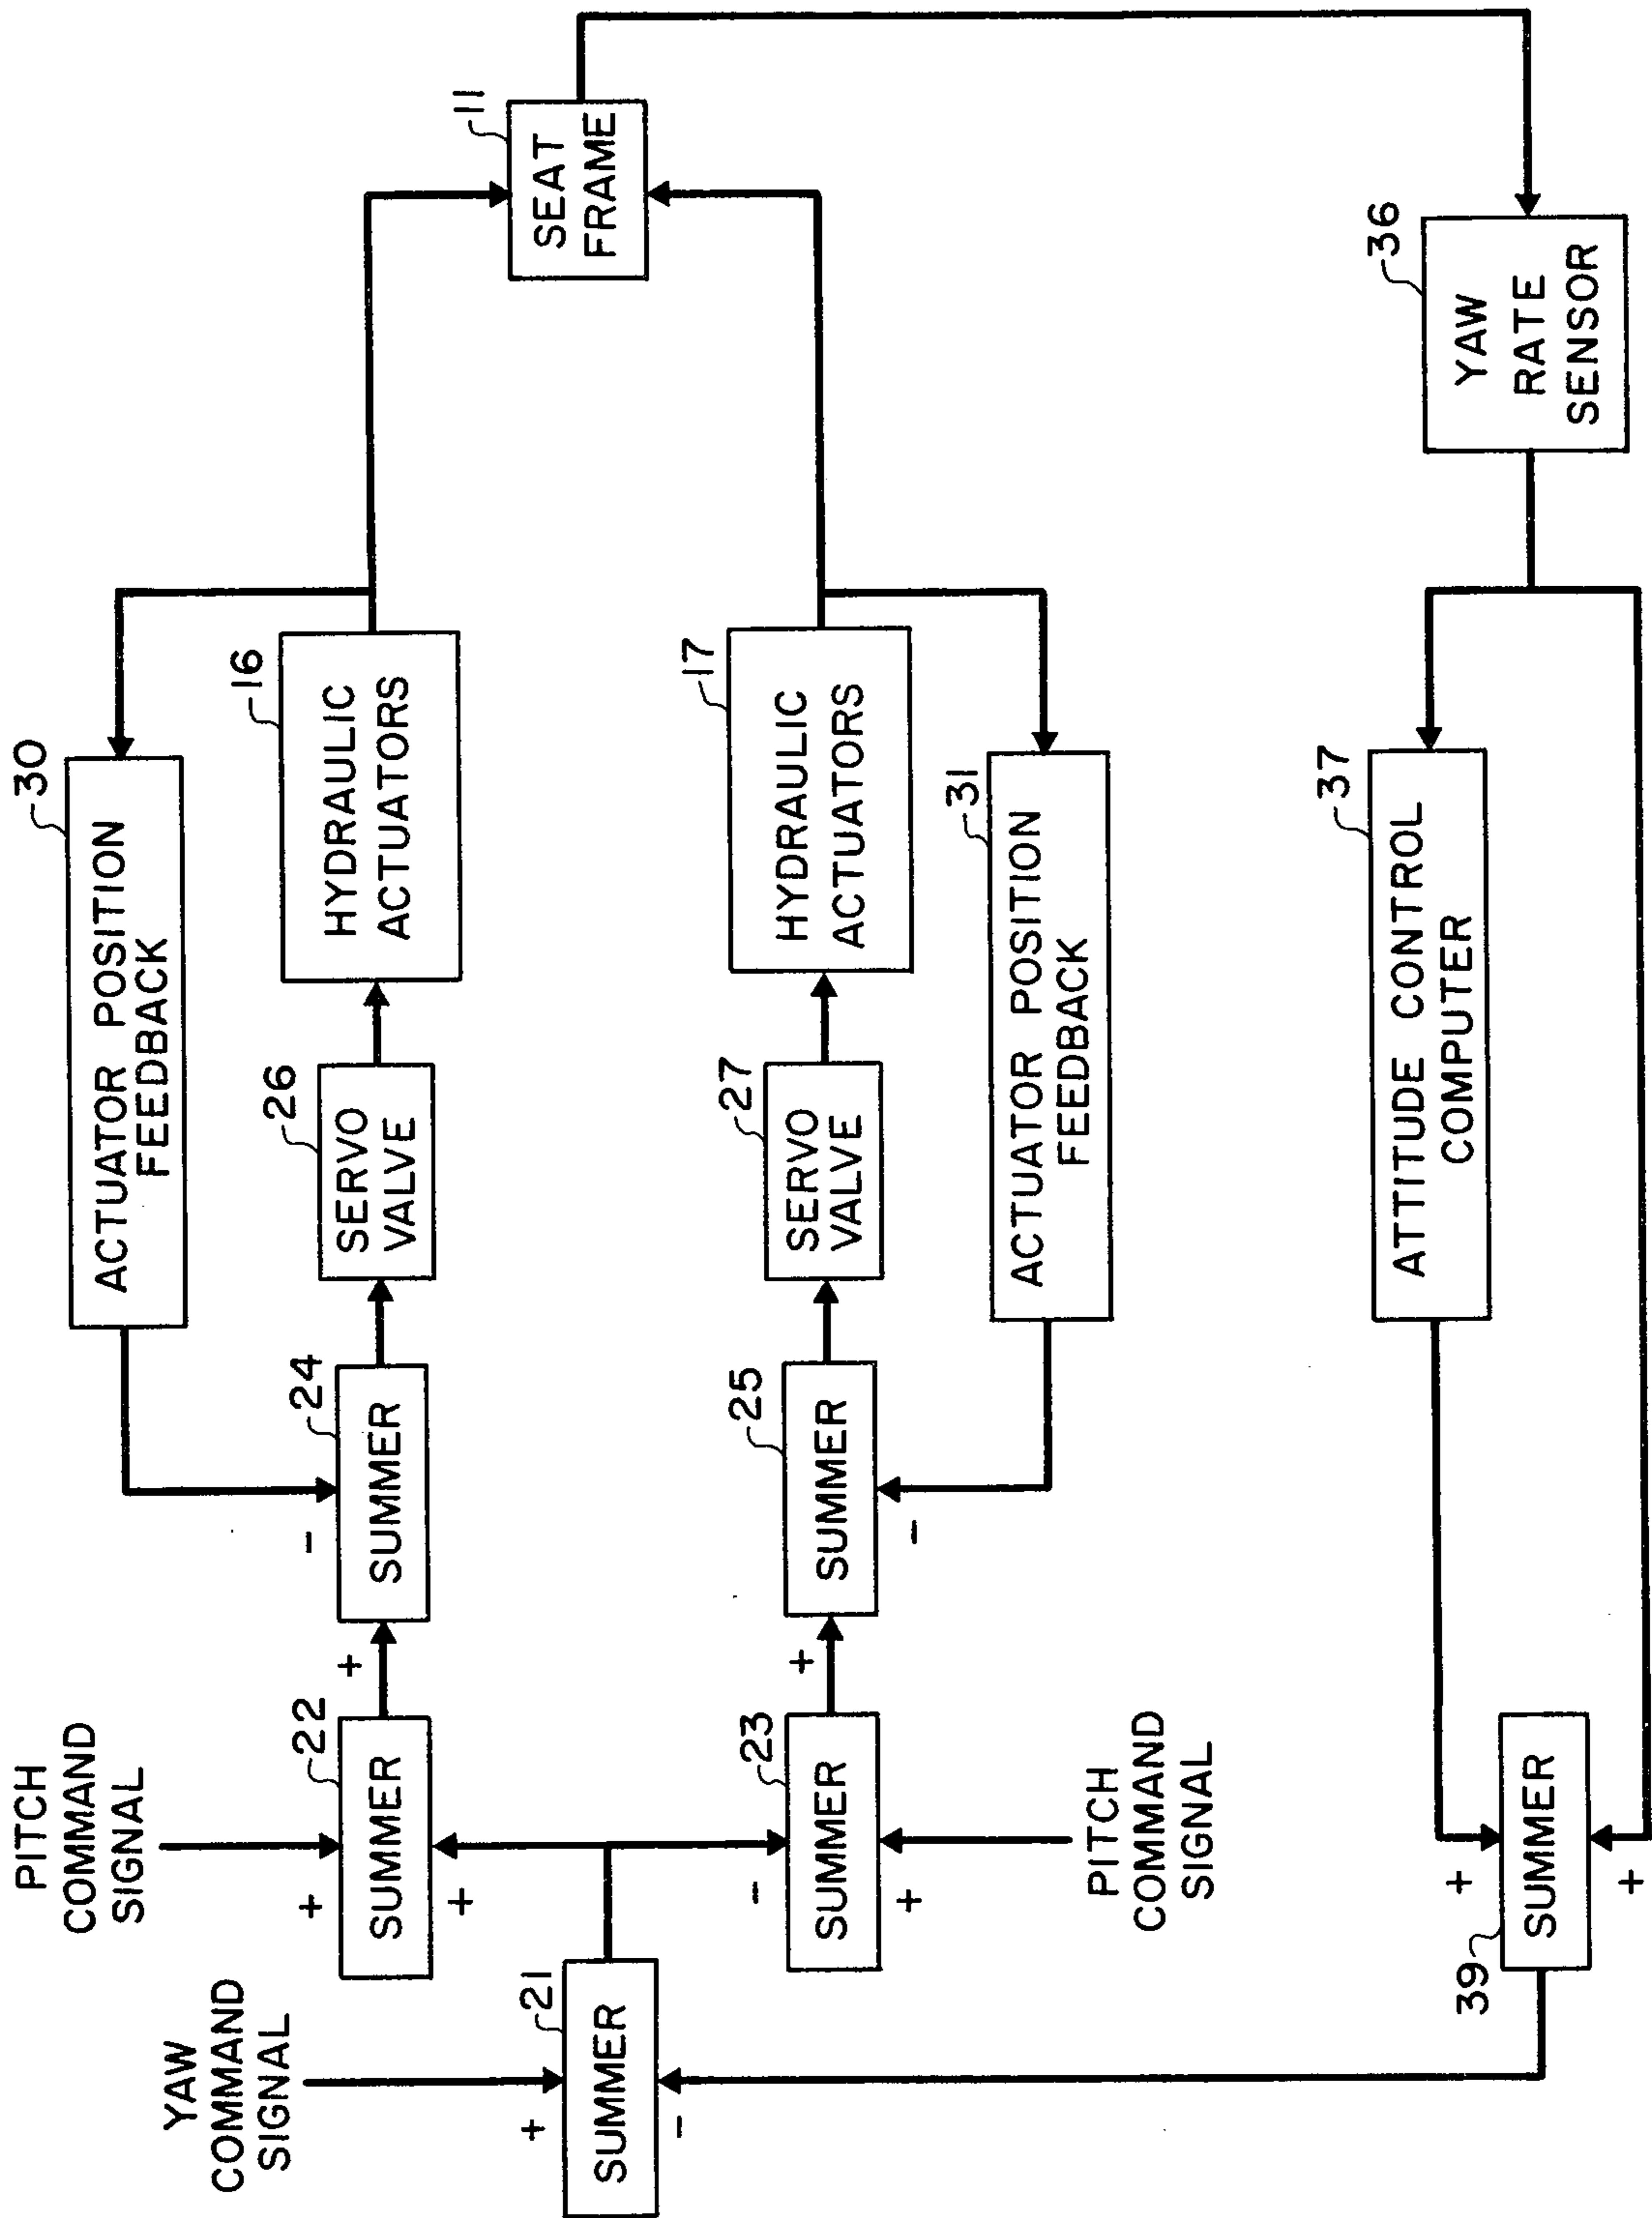 PITCH
COMMAND
SIGNAL
YAW
COMMAND
SIGNAL
30
ACTUATOR POSITION
FEEDBACK
22
SUMMER
+
+
+
24
SUMMER
-
26
SERVO
VALVE
16
HYDRAULIC
ACTUATORS
11
SEAT
FRAME
21
SUMMER
+
-
23
SUMMER
-
+
+
25
SUMMER
-
27
SERVO
VALVE
17
HYDRAULIC
ACTUATORS
PITCH
COMMAND
SIGNAL
31
ACTUATOR POSITION
FEEDBACK
37
ATTITUDE CONTROL
COMPUTER
36
YAW
RATE
SENSOR
39
SUMMER
+
+